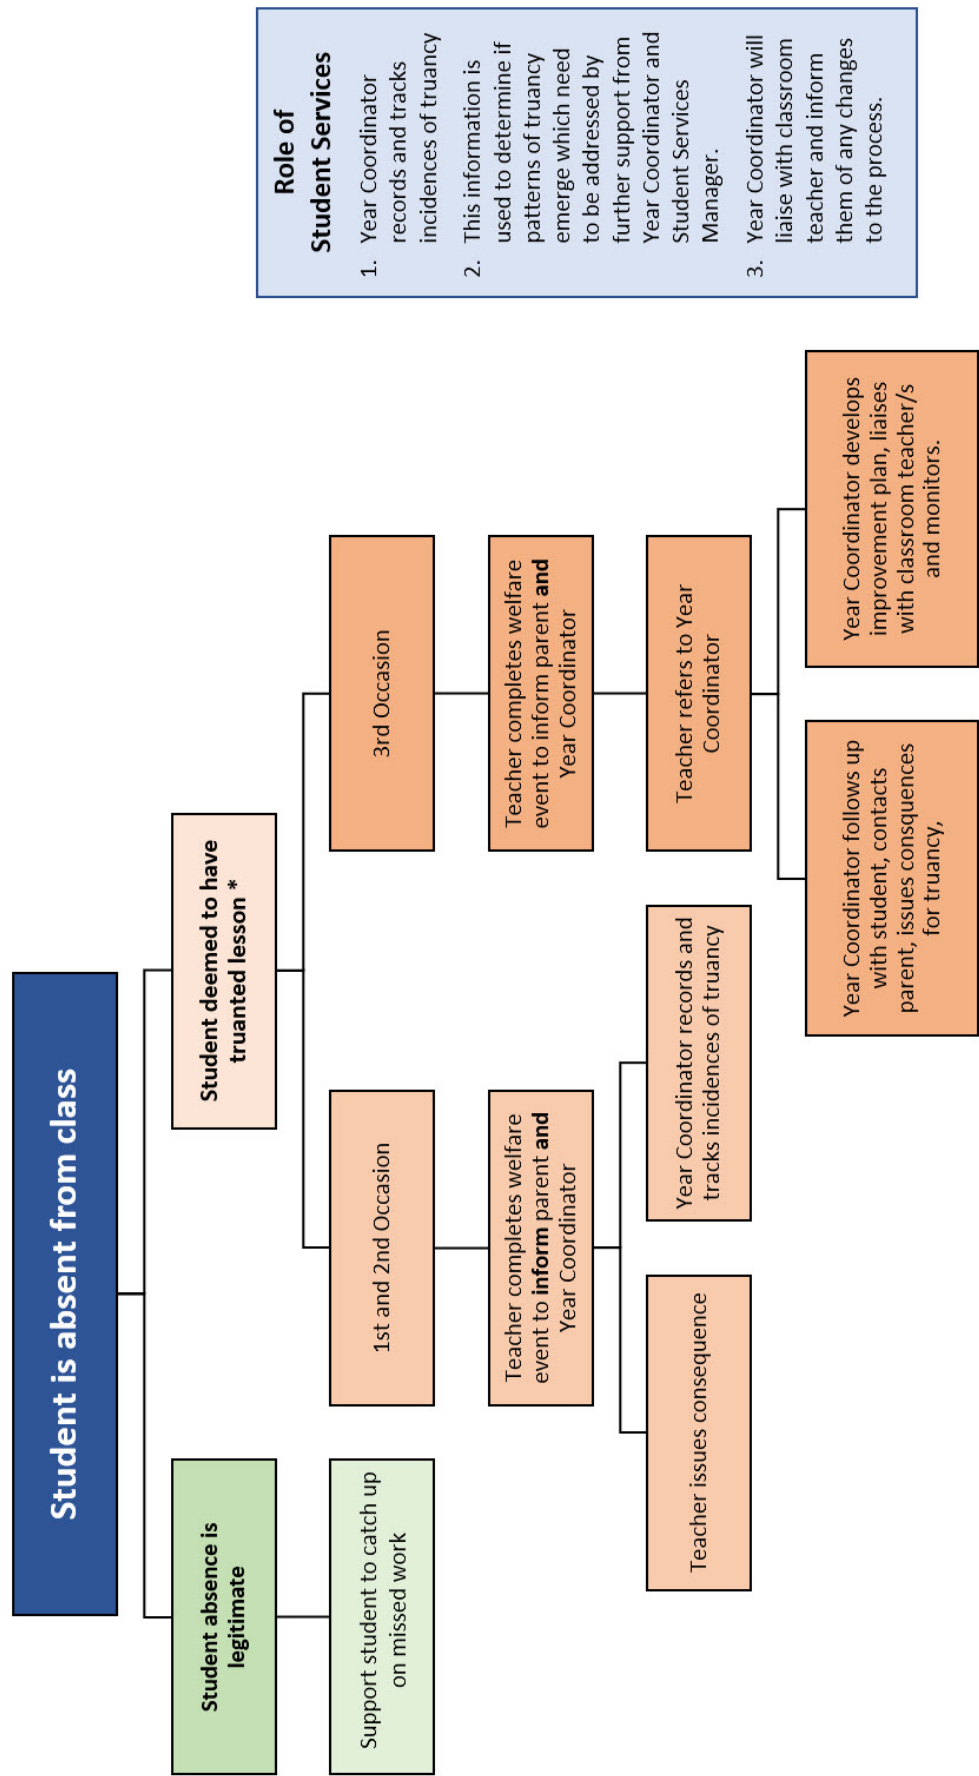 Student is absent from class
Student absence is
legitimate
Support student to catch up
on missed work
Student deemed to have
truanted lesson *
1st and 2nd Occasion
Teacher completes welfare
event to inform parent and
Year Coordinator
Teacher issues consequence
Year Coordinator records and
tracks incidences of truancy
3rd Occasion
Teacher completes welfare
event to inform parent and
Year Coordinator
Teacher refers to Year
Coordinator
Year Coordinator follows up
with student, contacts
parent, issues consquences
for truancy,
Year Coordinator develops
improvement plan, liaises
with classroom teacher/s
and monitors.
Role of
Student Services
1. Year Coordinator
records and tracks
incidences of truancy
2. This information is
used to determine if
patterns of truancy
emerge which need
to be addressed by
further support from
Year Coordinator and
Student Services
Manager.
3. Year Coordinator will
liaise with classroom
teacher and inform
them of any changes
to the process.